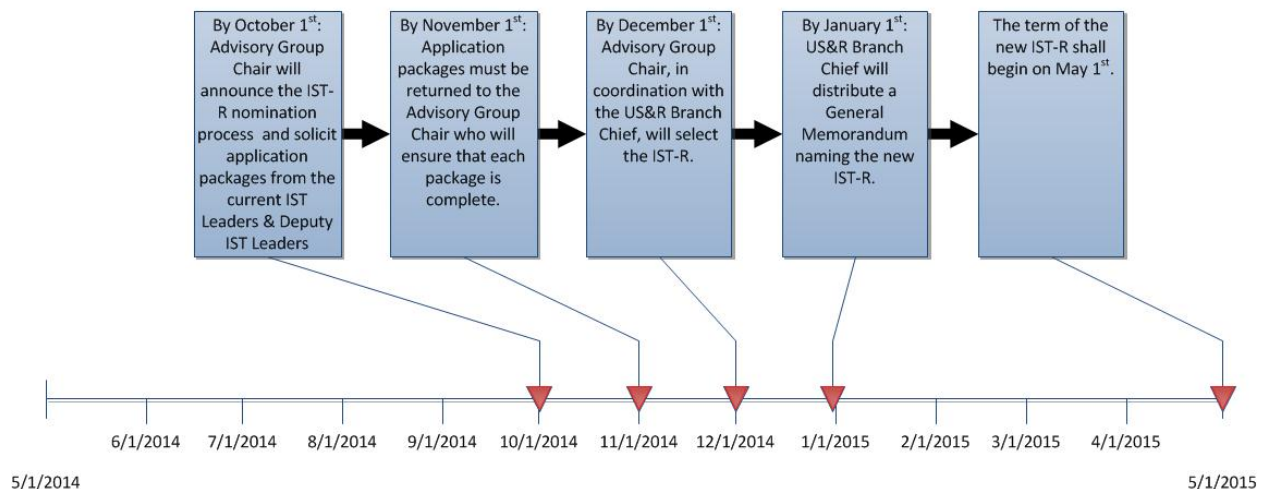 By October 1st:
Advisory Group
Chair will
announce the IST-
R nomination
process and solicit
application
packages from the
current IST
Leaders & Deputy
IST Leaders
By November 1st:
Application
packages must be
returned to the
Advisory Group
Chair who will
ensure that each
package is
complete.
By December 1st:
Advisory Group
Chair, in
coordination with
the US&R Branch
Chief, will select
the IST-R.
By January 1st:
US&R Branch
Chief will
distribute a
General
Memorandum
naming the new
IST-R.
The term of the
new IST-R shall
begin on May 1st.
6/1/2014
7/1/2014
8/1/2014
9/1/2014
10/1/2014
11/1/2014
12/1/2014
1/1/2015
2/1/2015
3/1/2015
4/1/2015
5/1/2014
5/1/2015